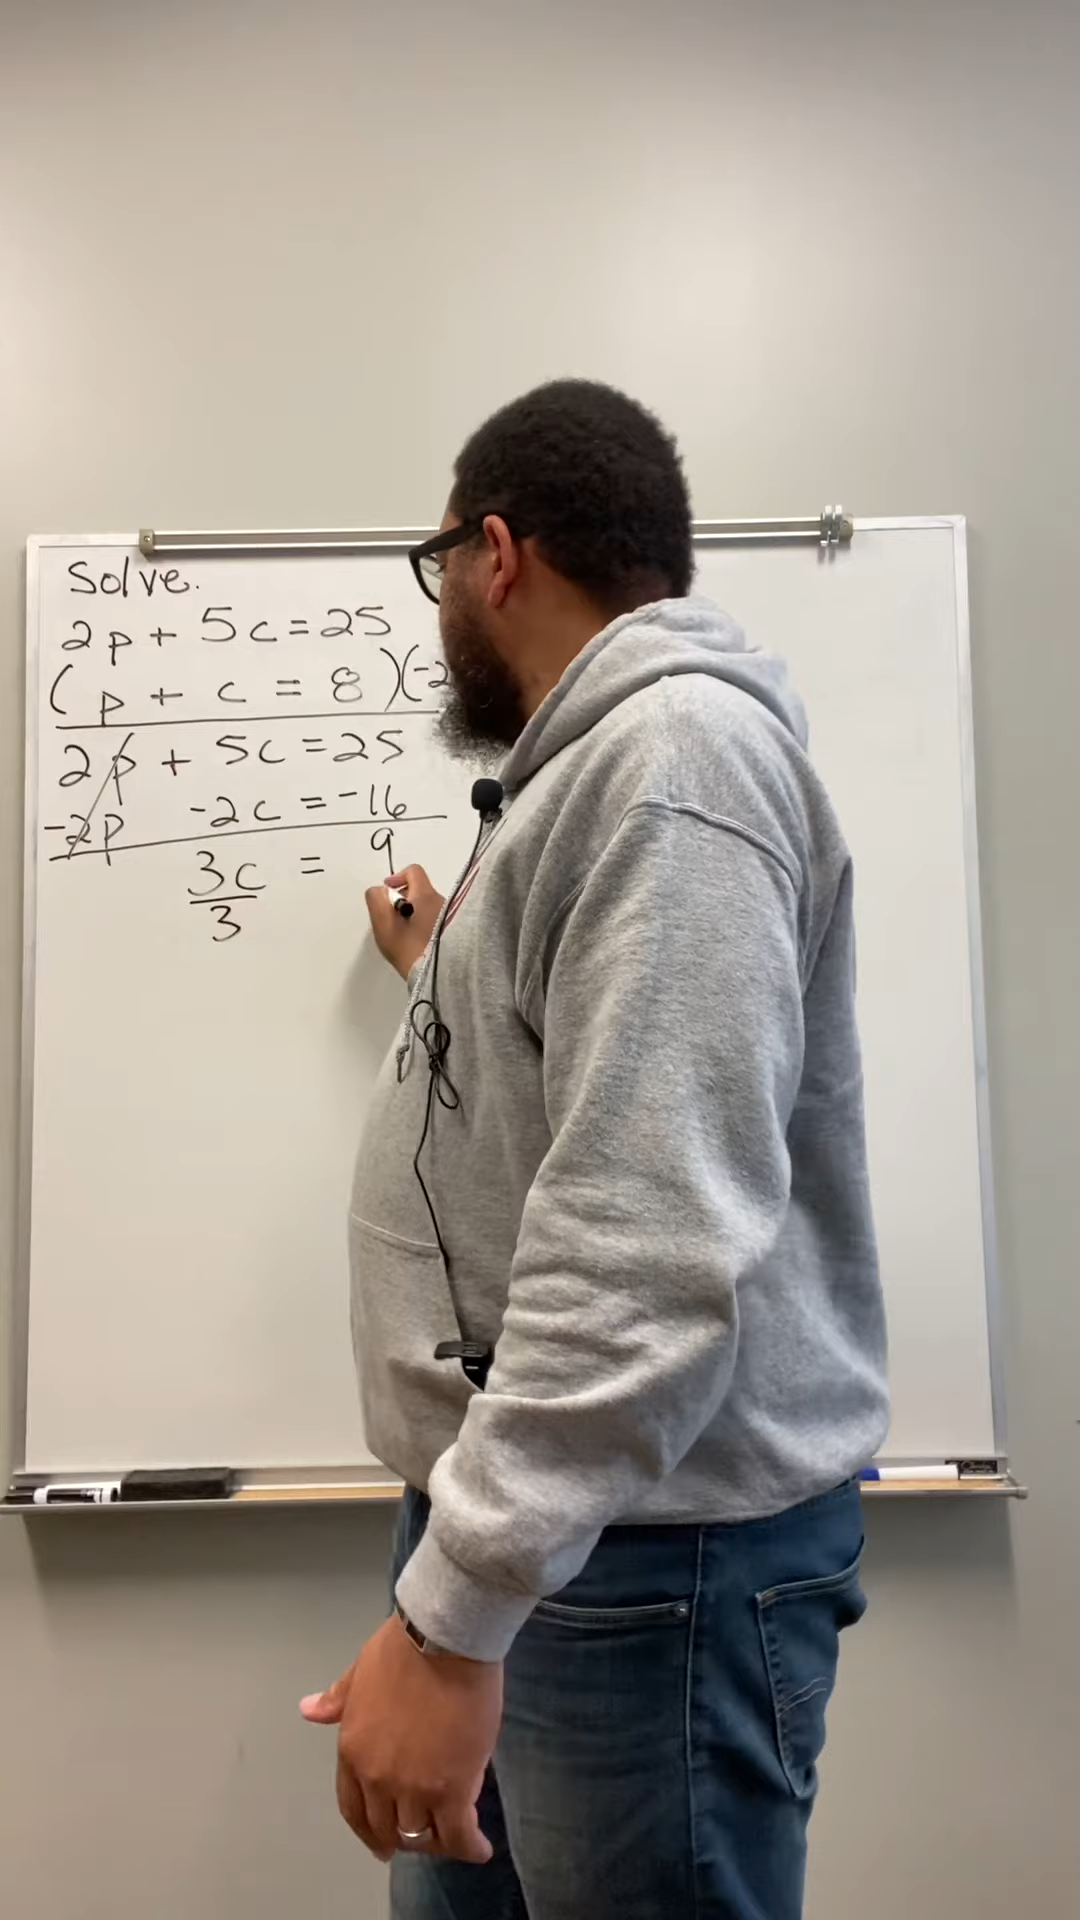 Solve.
2p + 5c = 25
( p + c = 8 )(-2
2p + 5c = 25
-2p -2c = -16
3c = 9
3